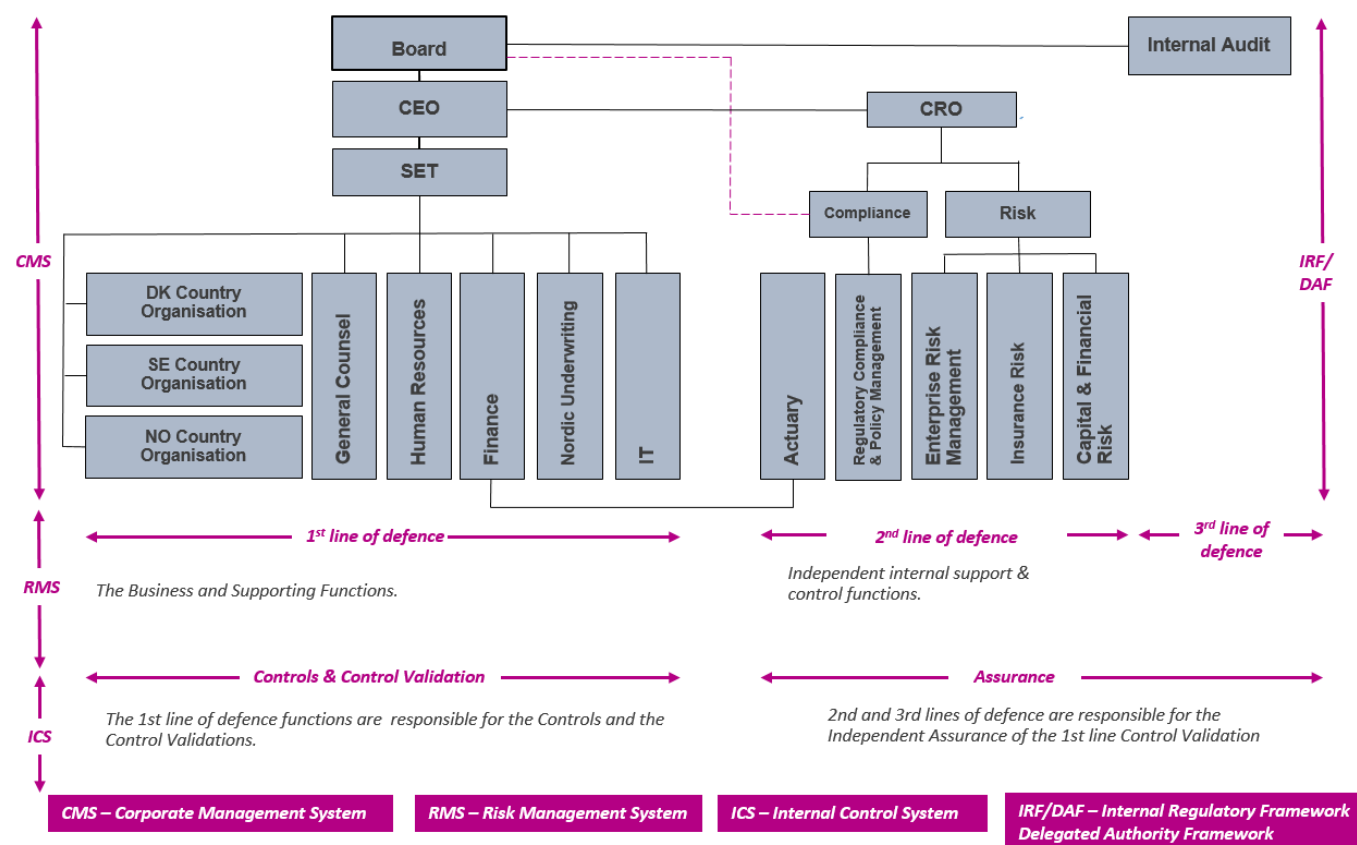 Board
Internal Audit
CEO
CRO
SET
Compliance
Risk
CMS
IRF/
DAF
DK Country
Organisation
SE Country
Organisation
NO Country
Organisation
General Counsel
Human Resources
Finance
Nordic Underwriting
IT
Actuary
Regulatory Compliance
& Policy Management
Enterprise Risk
Management
Insurance Risk
Capital & Financial
Risk
1st line of defence
2nd line of defence
3rd line of
defence
RMS
The Business and Supporting Functions.
Independent internal support &
control functions.
Controls & Control Validation
Assurance
ICS
The 1st line of defence functions are responsible for the Controls and the
Control Validations.
2nd and 3rd lines of defence are responsible for the
Independent Assurance of the 1st line Control Validation
CMS – Corporate Management System
RMS – Risk Management System
ICS – Internal Control System
IRF/DAF – Internal Regulatory Framework
Delegated Authority Framework